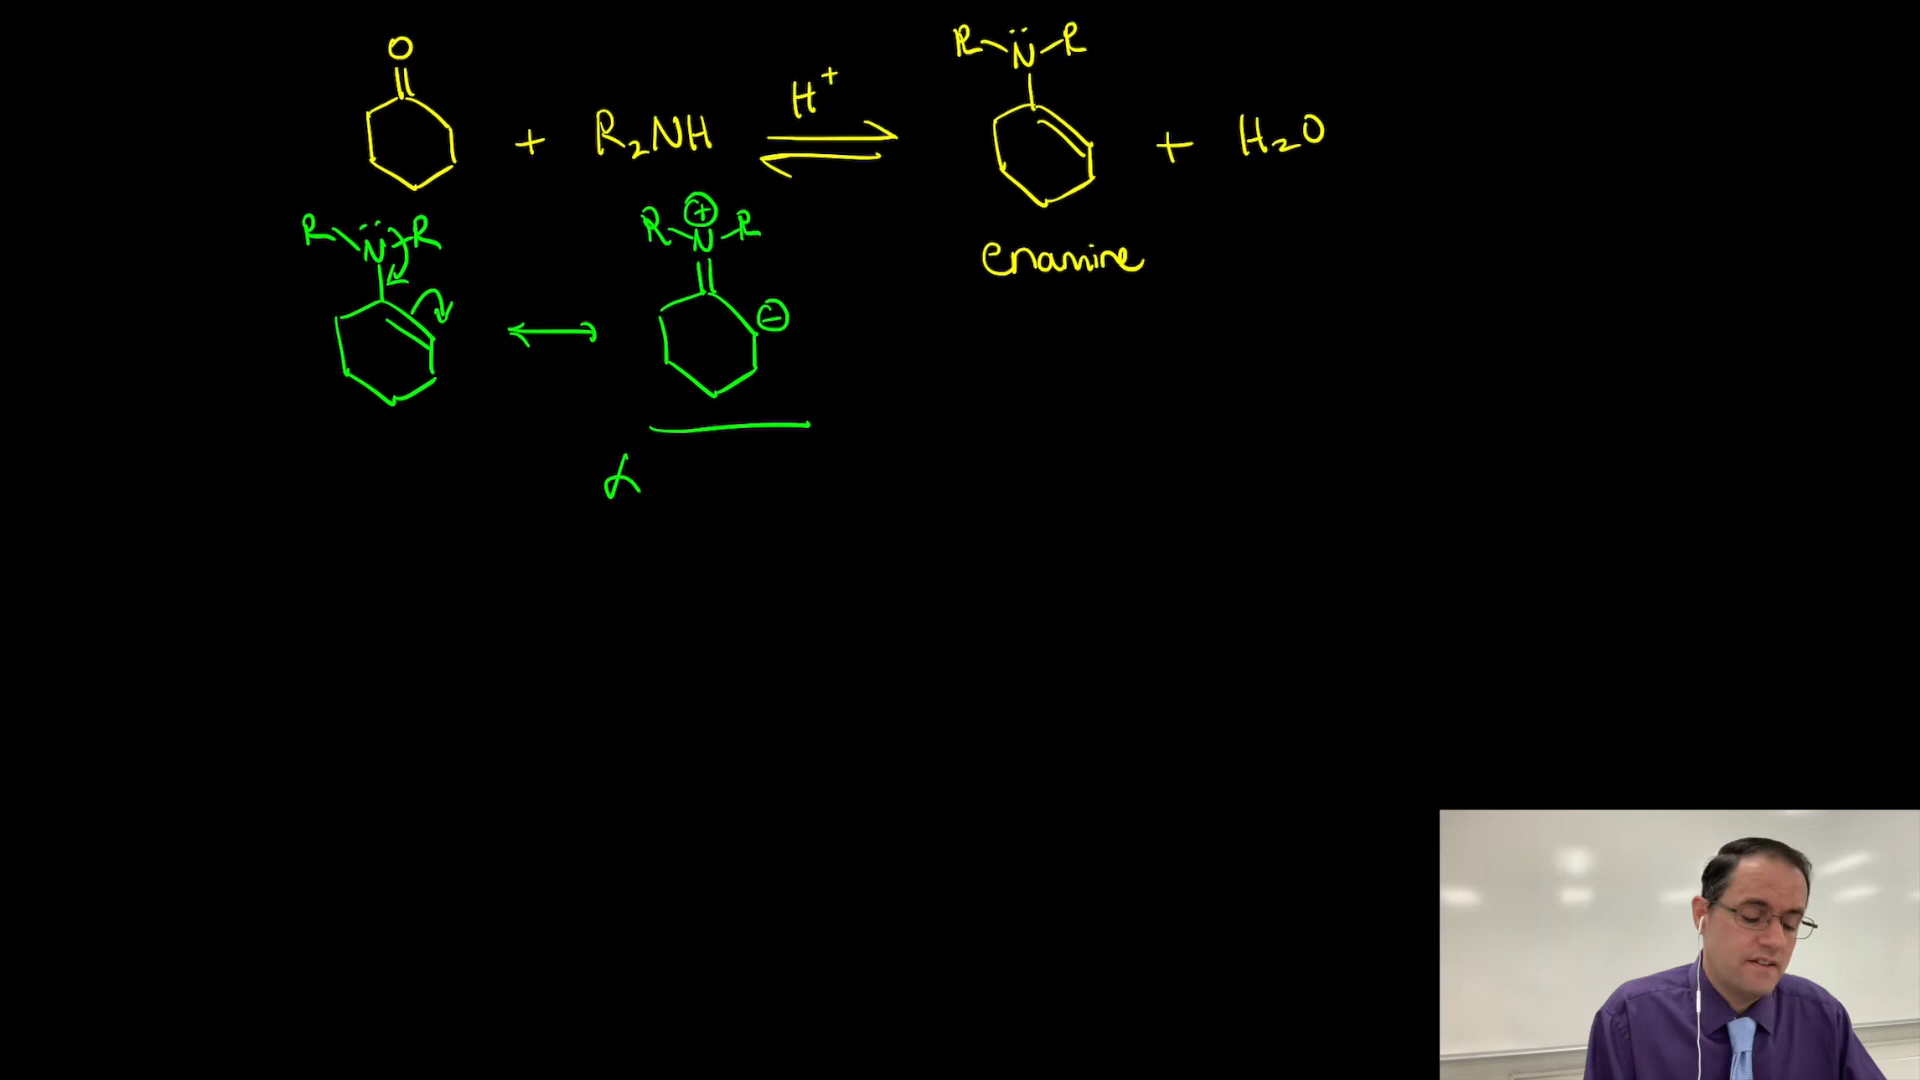 O
R N̈ R
+ R₂NH H⁺ + H₂O
enamine
R N̈ R
R N R ⊕
⊖
α